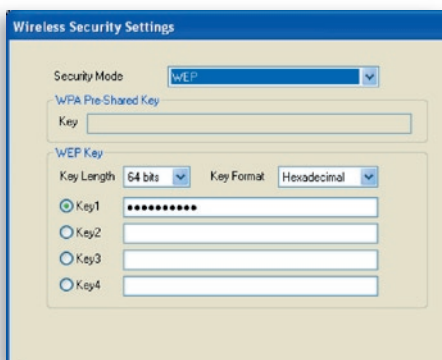 Wireless Security Settings
Security Mode WEP
WPA Pre-Shared Key
Key
WEP Key
Key Length 64 bits Key Format Hexadecimal
Key1 ●●●●●●●●●●
Key2
Key3
Key4